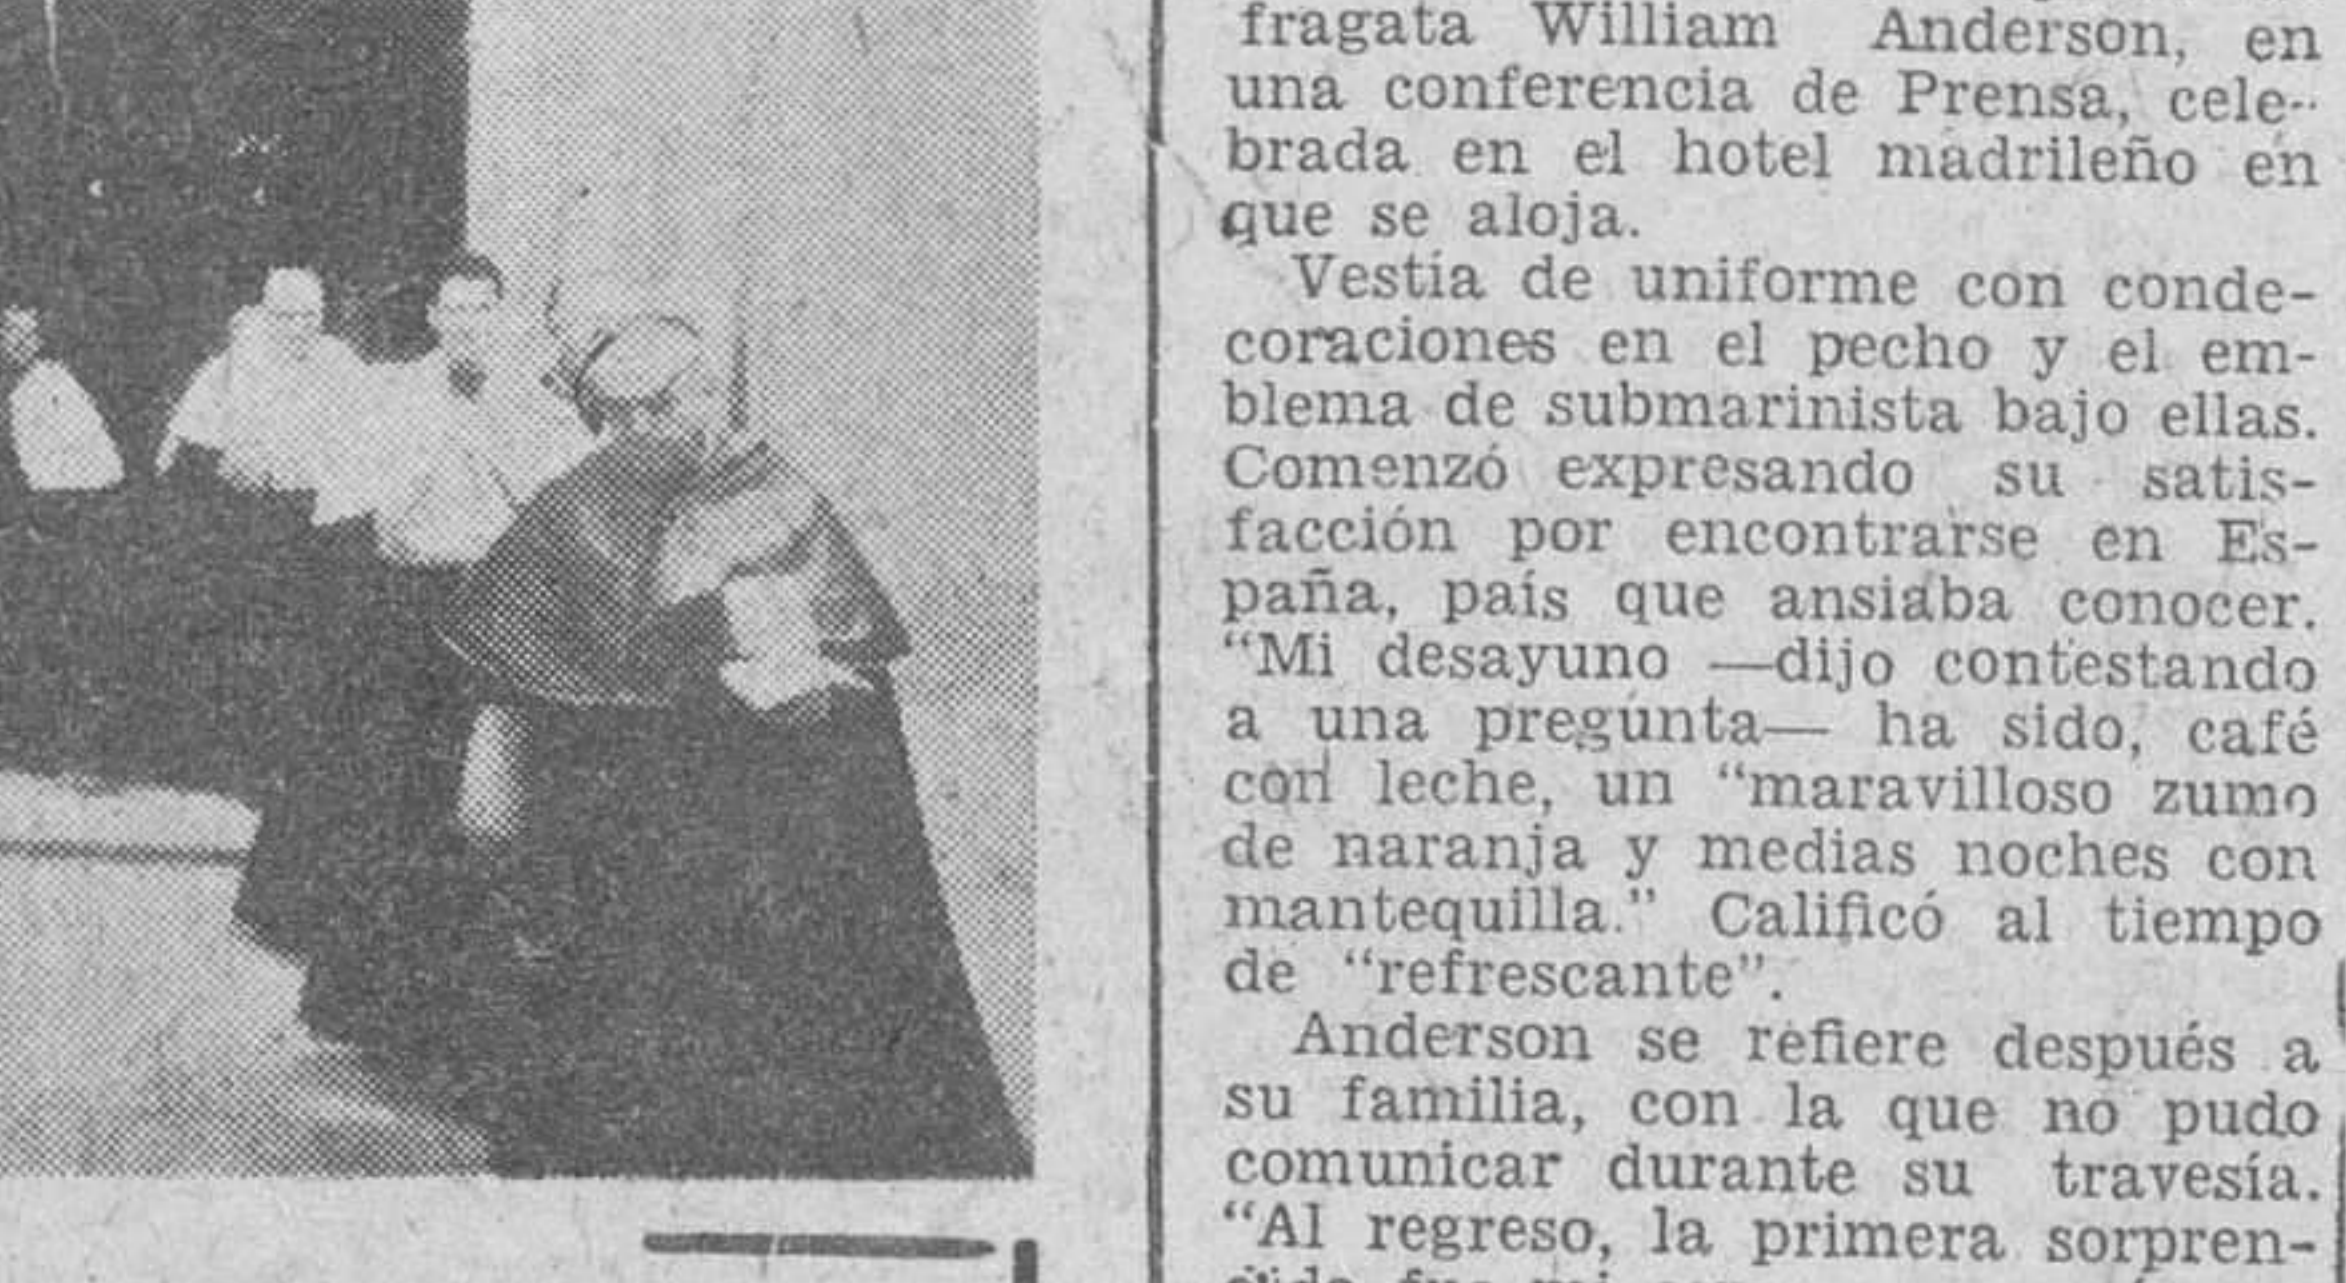 fragata William Anderson, en
una conferencia de Prensa, cele-
brada en el hotel madrileño en
que se aloja.
Vestía de uniforme con conde-
coraciones en el pecho y el em-
blema de submarinista bajo ellas.
Comenzó expresando su satis-
facción por encontrarse en Es-
paña, país que ansiaba conocer.
“Mi desayuno —dijo contestando
a una pregunta— ha sido, café
con leche, un “maravilloso zumo
de naranja y medias noches con
mantequilla.” Calificó al tiempo
de “refrescante”.
Anderson se refiere después a
su familia, con la que no pudo
comunicar durante su travesía.
“Al regreso, la primera sorpren-